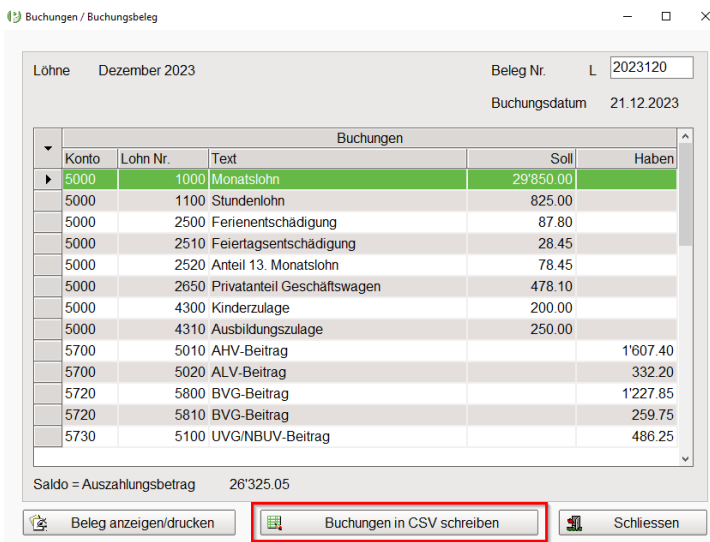 Buchungen / Buchungsbeleg
Löhne Dezember 2023 Beleg Nr. L 2023120
Buchungsdatum 21.12.2023
Buchungen
Konto Lohn Nr. Text Soll Haben
5000 1000 Monatslohn 29'850.00
5000 1100 Stundenlohn 825.00
5000 2500 Ferienentschädigung 87.80
5000 2510 Feiertagsentschädigung 28.45
5000 2520 Anteil 13. Monatslohn 78.45
5000 2650 Privatanteil Geschäftswagen 478.10
5000 4300 Kinderzulage 200.00
5000 4310 Ausbildungszulage 250.00
5700 5010 AHV-Beitrag 1'607.40
5700 5020 ALV-Beitrag 332.20
5720 5800 BVG-Beitrag 1'227.85
5720 5810 BVG-Beitrag 259.75
5730 5100 UVG/NBUV-Beitrag 486.25
Saldo = Auszahlungsbetrag 26'325.05
Beleg anzeigen/drucken Buchungen in CSV schreiben Schliessen